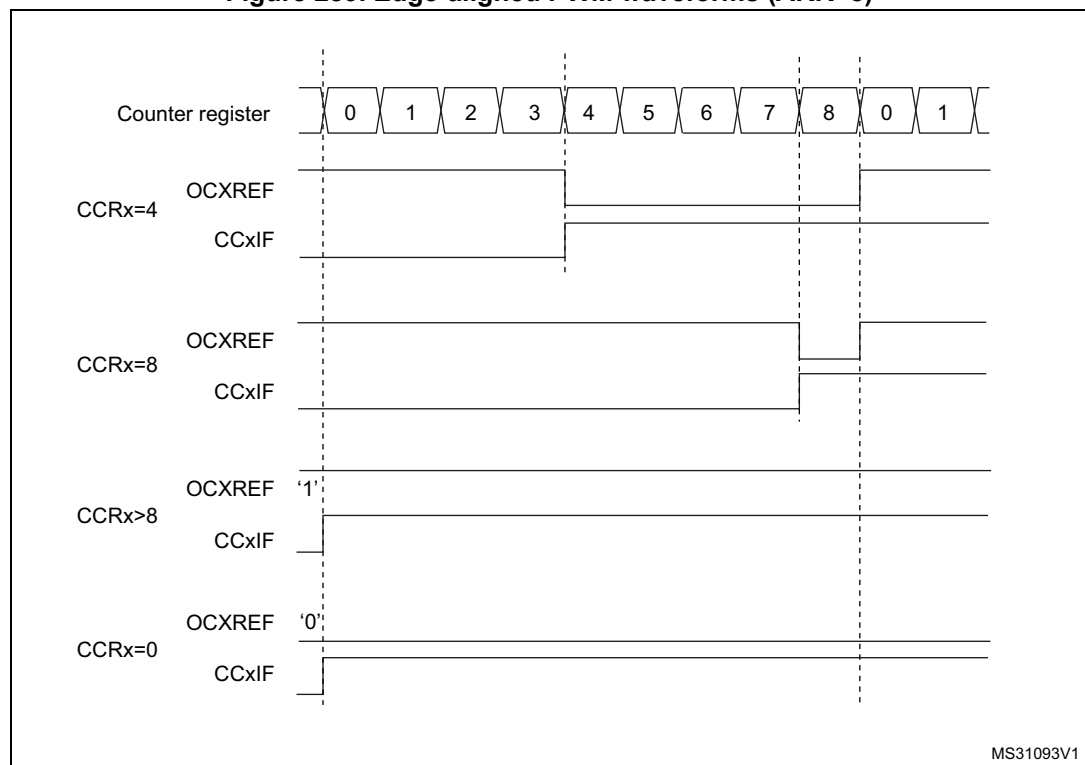 Counter register 0 1 2 3 4 5 6 7 8 0 1
OCXREF
CCRx=4
CCxIF
OCXREF
CCRx=8
CCxIF
OCXREF ‘1’
CCRx>8
CCxIF
OCXREF ‘0’
CCRx=0
CCxIF
MS31093V1